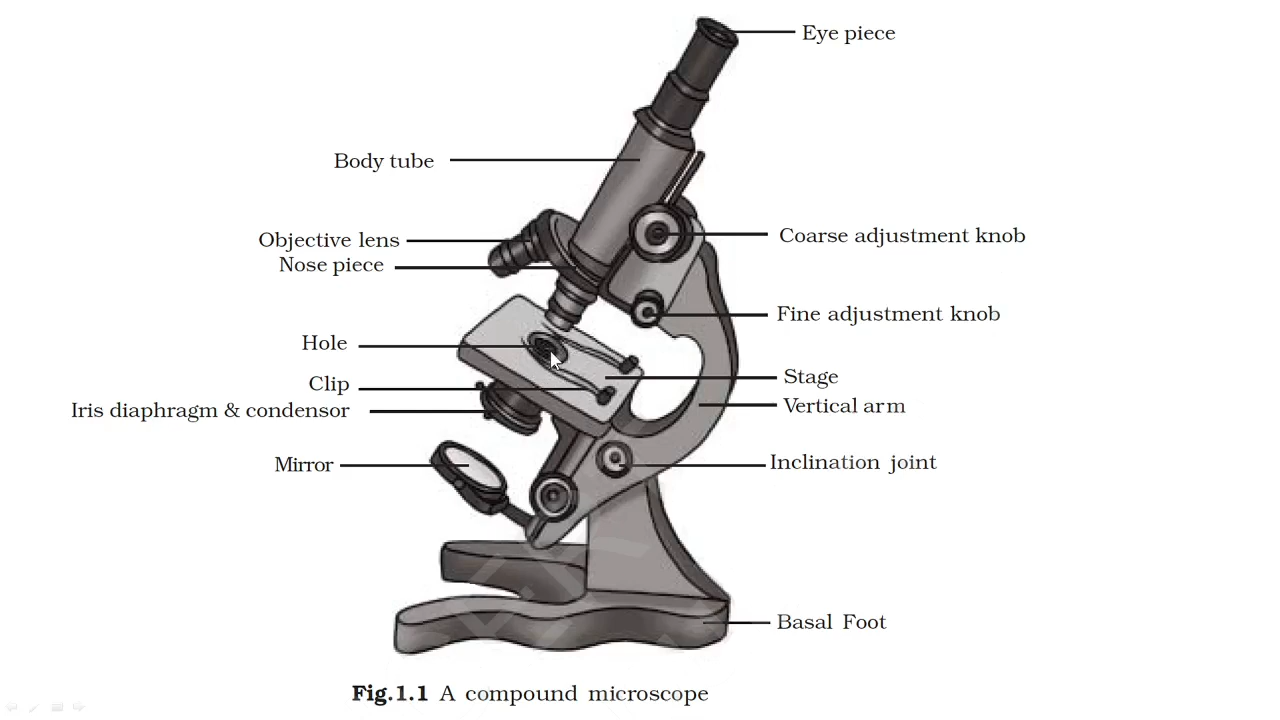 Eye piece
Body tube
Coarse adjustment knob
Objective lens
Nose piece
Fine adjustment knob
Hole
Stage
Clip
Vertical arm
Iris diaphragm & condensor
Mirror
Inclination joint
Basal Foot
Fig.1.1 A compound microscope